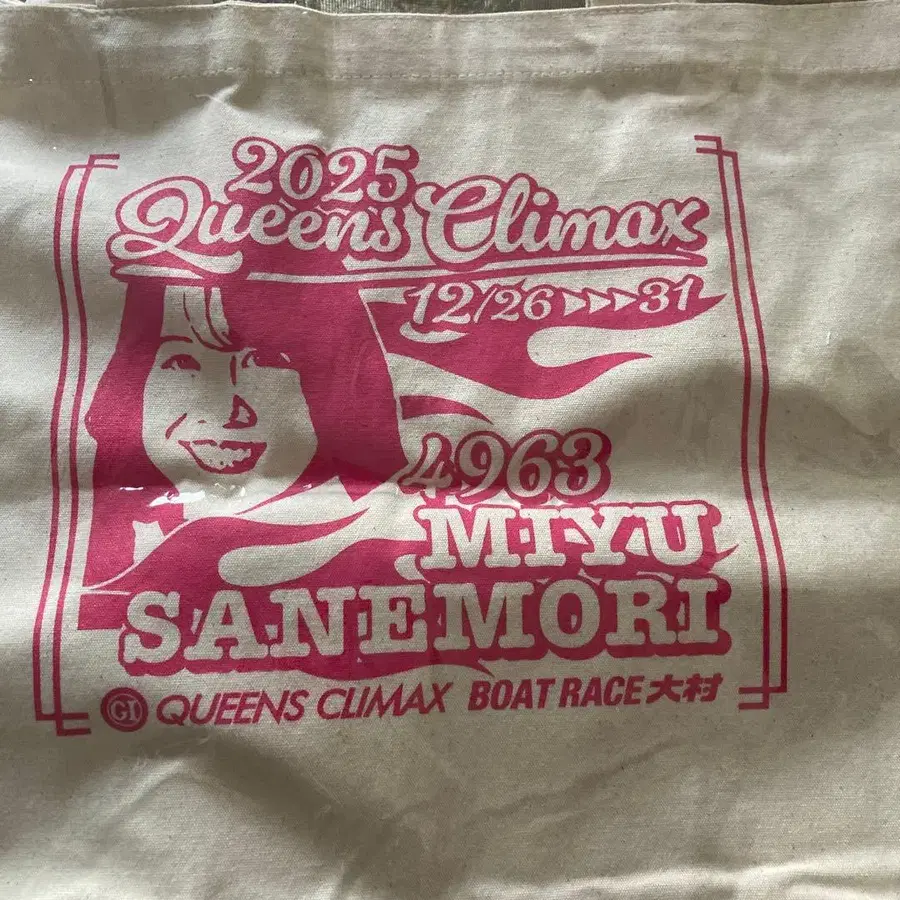 2025
Queens Climax
12/26▷▷▷31
4963
MIYU
SANEMORI
GI QUEENS CLIMAX BOAT RACE 大村